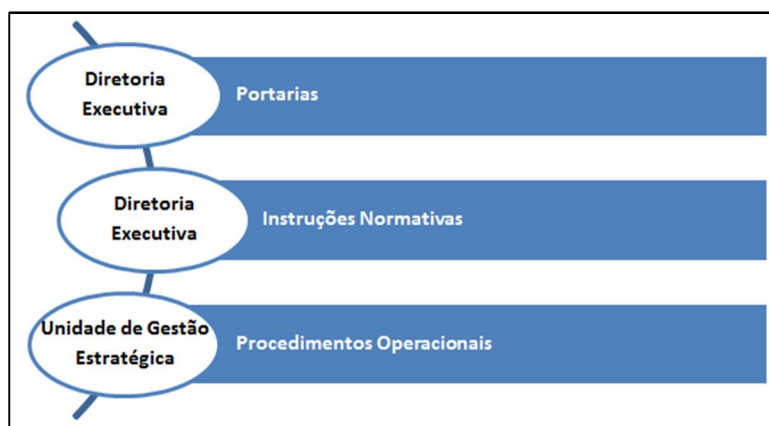 Diretoria
Executiva
Portarias
Diretoria
Executiva
Instruções Normativas
Unidade de Gestão
Estratégica
Procedimentos Operacionais